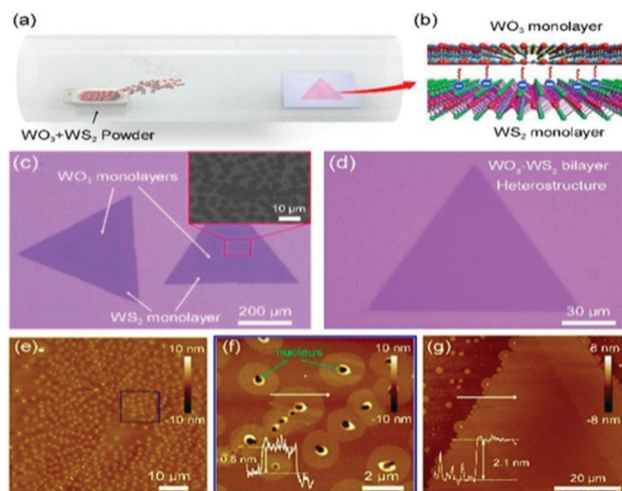 (a)
WO₃+WS₂ Powder
(b)
WO₃ monolayer
WS₂ monolayer
(c)
WO₃ monolayers
10 μm
WS₂ monolayer
200 μm
(d)
WO₃-WS₂ bilayer
Heterostructure
30 μm
(e)
10 nm
-10 nm
10 μm
(f)
nucleus
10 nm
-10 nm
0.8 nm
2 μm
(g)
8 nm
-8 nm
2.1 nm
20 μm